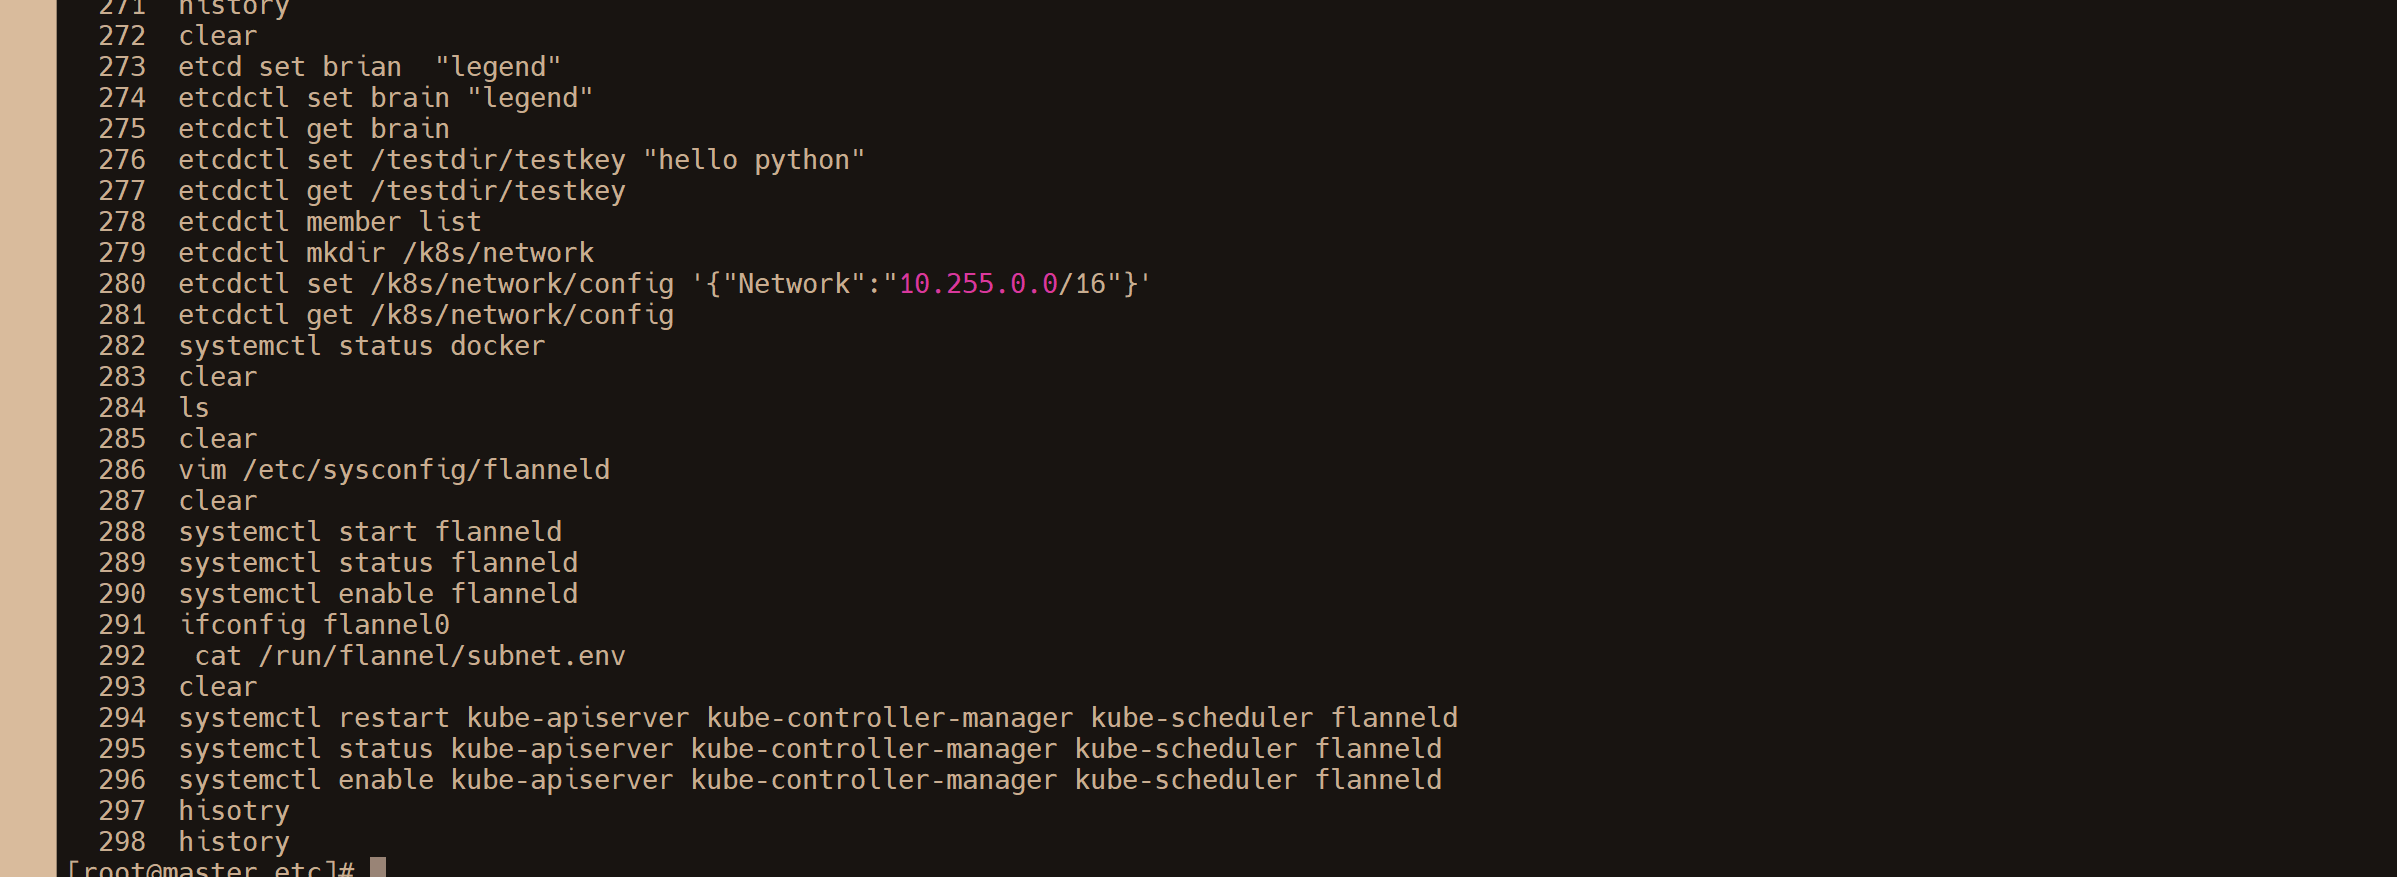 271  history
272  clear
273  etcd set brian  "legend"
274  etcdctl set brain "legend"
275  etcdctl get brain
276  etcdctl set /testdir/testkey "hello python"
277  etcdctl get /testdir/testkey
278  etcdctl member list
279  etcdctl mkdir /k8s/network
280  etcdctl set /k8s/network/config '{"Network":"10.255.0.0/16"}'
281  etcdctl get /k8s/network/config
282  systemctl status docker
283  clear
284  ls
285  clear
286  vim /etc/sysconfig/flanneld
287  clear
288  systemctl start flanneld
289  systemctl status flanneld
290  systemctl enable flanneld
291  ifconfig flannel0
292   cat /run/flannel/subnet.env
293  clear
294  systemctl restart kube-apiserver kube-controller-manager kube-scheduler flanneld
295  systemctl status kube-apiserver kube-controller-manager kube-scheduler flanneld
296  systemctl enable kube-apiserver kube-controller-manager kube-scheduler flanneld
297  hisotry
298  history
[root@master etc]#